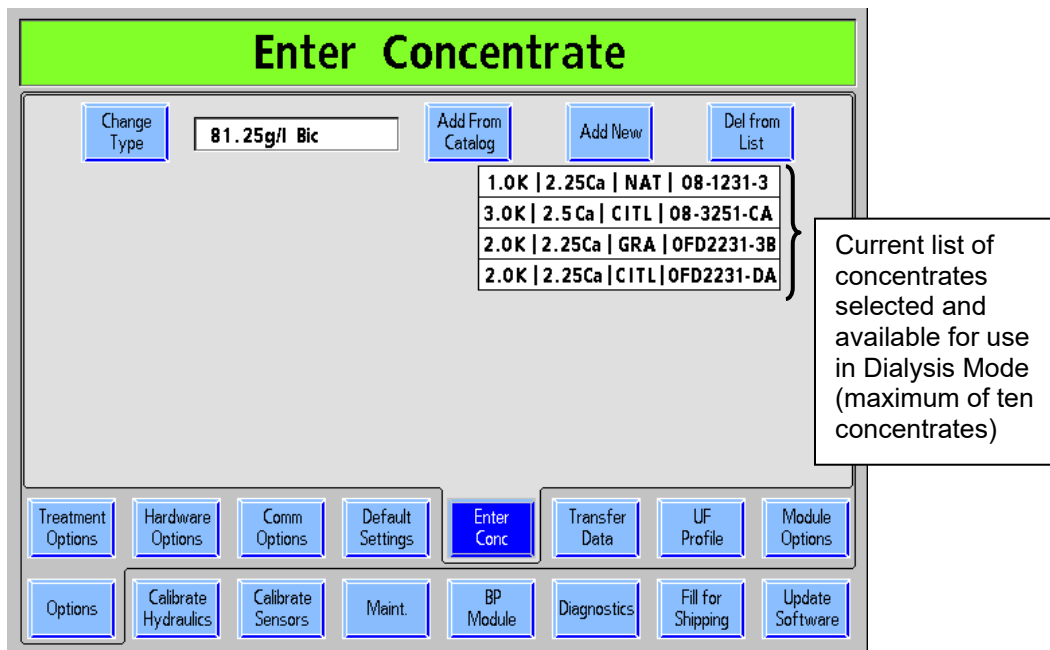 Enter Concentrate
Change
Type
81.25g/l Bic
Add From
Catalog
Add New
Del from
List
1.0K | 2.25Ca | NAT | 08-1231-3
3.0K | 2.5 Ca | CITL | 08-3251-CA
2.0K | 2.25Ca | GRA | 0FD2231-3B
2.0K | 2.25Ca | CITL | 0FD2231-DA
Current list of
concentrates
selected and
available for use
in Dialysis Mode
(maximum of ten
concentrates)
Treatment
Options
Hardware
Options
Comm
Options
Default
Settings
Enter
Conc
Transfer
Data
UF
Profile
Module
Options
Options
Calibrate
Hydraulics
Calibrate
Sensors
Maint.
BP
Module
Diagnostics
Fill for
Shipping
Update
Software